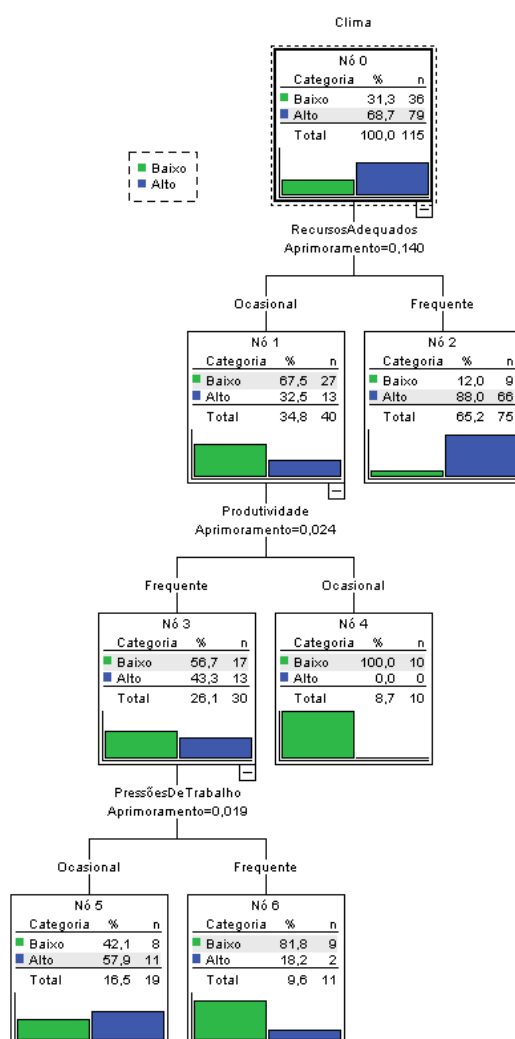 Clima
Nó 0
Categoria % n
Baixo 31,3 36
Alto 68,7 79
Total 100,0 115
Baixo
Alto
RecursosAdequados
Aprimoramento=0,140
Ocasional
Frequente
Nó 1
Categoria % n
Baixo 67,5 27
Alto 32,5 13
Total 34,8 40
Nó 2
Categoria % n
Baixo 12,0 9
Alto 88,0 66
Total 65,2 75
Produtividade
Aprimoramento=0,024
Frequente
Ocasional
Nó 3
Categoria % n
Baixo 56,7 17
Alto 43,3 13
Total 26,1 30
Nó 4
Categoria % n
Baixo 100,0 10
Alto 0,0 0
Total 8,7 10
PressõesDeTrabalho
Aprimoramento=0,019
Ocasional
Frequente
Nó 5
Categoria % n
Baixo 42,1 8
Alto 57,9 11
Total 16,5 19
Nó 6
Categoria % n
Baixo 81,8 9
Alto 18,2 2
Total 9,6 11